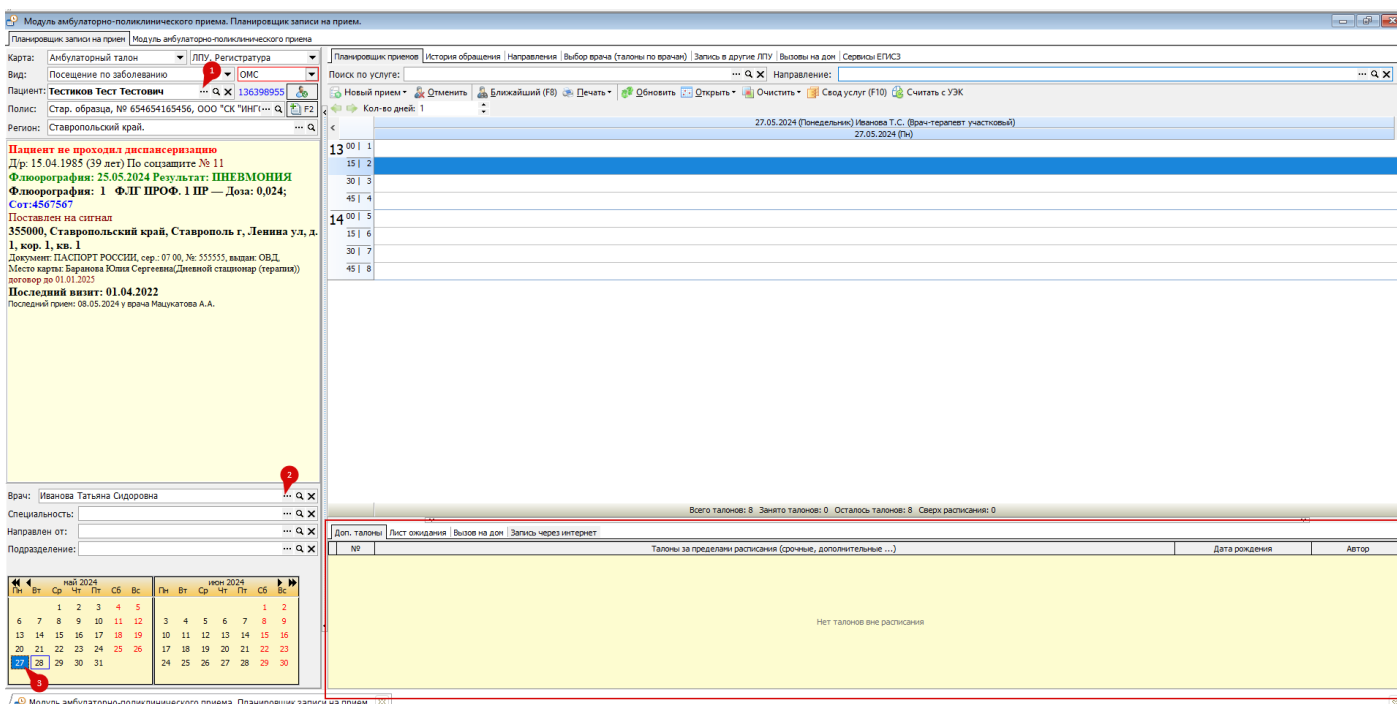 Модуль амбулаторно-поликлинического приема. Планировщик записи на прием.
Планировщик записи на прием Модуль амбулаторно-поликлинического приема
Карта: Амбулаторный талон ЛПУ, Регистратура
Вид: Посещение по заболеванию ОМС
1
Пациент: Тестиков Тест Тестович ... 136398955
Полис: Стар. образца, № 654654165456, ООО "СК "ИНГ(... F2
Регион: Ставропольский край. ...
Пациент не проходил диспансеризацию
Д/р: 15.04.1985 (39 лет) По соцзащите № 11
Флюорография: 25.05.2024 Результат: ПНЕВМОНИЯ
Флюорография: 1 ФЛГ ПРОФ. 1 ПР — Доза: 0,024;
Сот:4567567
Поставлен на сигнал
355000, Ставропольский край, Ставрополь г, Ленина ул, д.
1, кор. 1, кв. 1
Документ: ПАСПОРТ РОССИИ, сер.: 07 00, №: 555555, выдан: ОВД,
Место карты: Баранова Юлия Сергеевна(Дневной стационар (терапия))
договор до 01.01.2025
Последний визит: 01.04.2022
Последний прием: 08.05.2024 у врача Мацукатова А.А.
2
Врач: Иванова Татьяна Сидоровна ...
Специальность: ...
Направлен от: ...
Подразделение: ...
май 2024
Пн Вт Ср Чт Пт Сб Вс
1 2 3 4 5
6 7 8 9 10 11 12
13 14 15 16 17 18 19
20 21 22 23 24 25 26
27 28 29 30 31
июн 2024
Пн Вт Ср Чт Пт Сб Вс
1 2
3 4 5 6 7 8 9
10 11 12 13 14 15 16
17 18 19 20 21 22 23
24 25 26 27 28 29 30
3
Планировщик приемов История обращения Направления Выбор врача (талоны по врачам) Запись в другие ЛПУ Вызовы на дом Сервисы ЕГИСЗ
Поиск по услуге: ... Направление: ...
Новый прием Отменить Ближайший (F8) Печать Обновить Открыть Очистить Свод услуг (F10) Считать с УЭК
Кол-во дней: 1
27.05.2024 (Понедельник) Иванова Т.С. (Врач-терапевт участковый)
27.05.2024 (Пн)
13 00 | 1
15 | 2
30 | 3
45 | 4
14 00 | 5
15 | 6
30 | 7
45 | 8
Всего талонов: 8 Занято талонов: 0 Осталось талонов: 8 Сверх расписания: 0
Доп. талоны Лист ожидания Вызов на дон Запись через интернет
№ Талоны за пределами расписания (срочные, дополнительные ...) Дата рождения Автор
Нет талонов вне расписания
Модуль амбулаторно-поликлинического приема. Планировщик записи на прием.